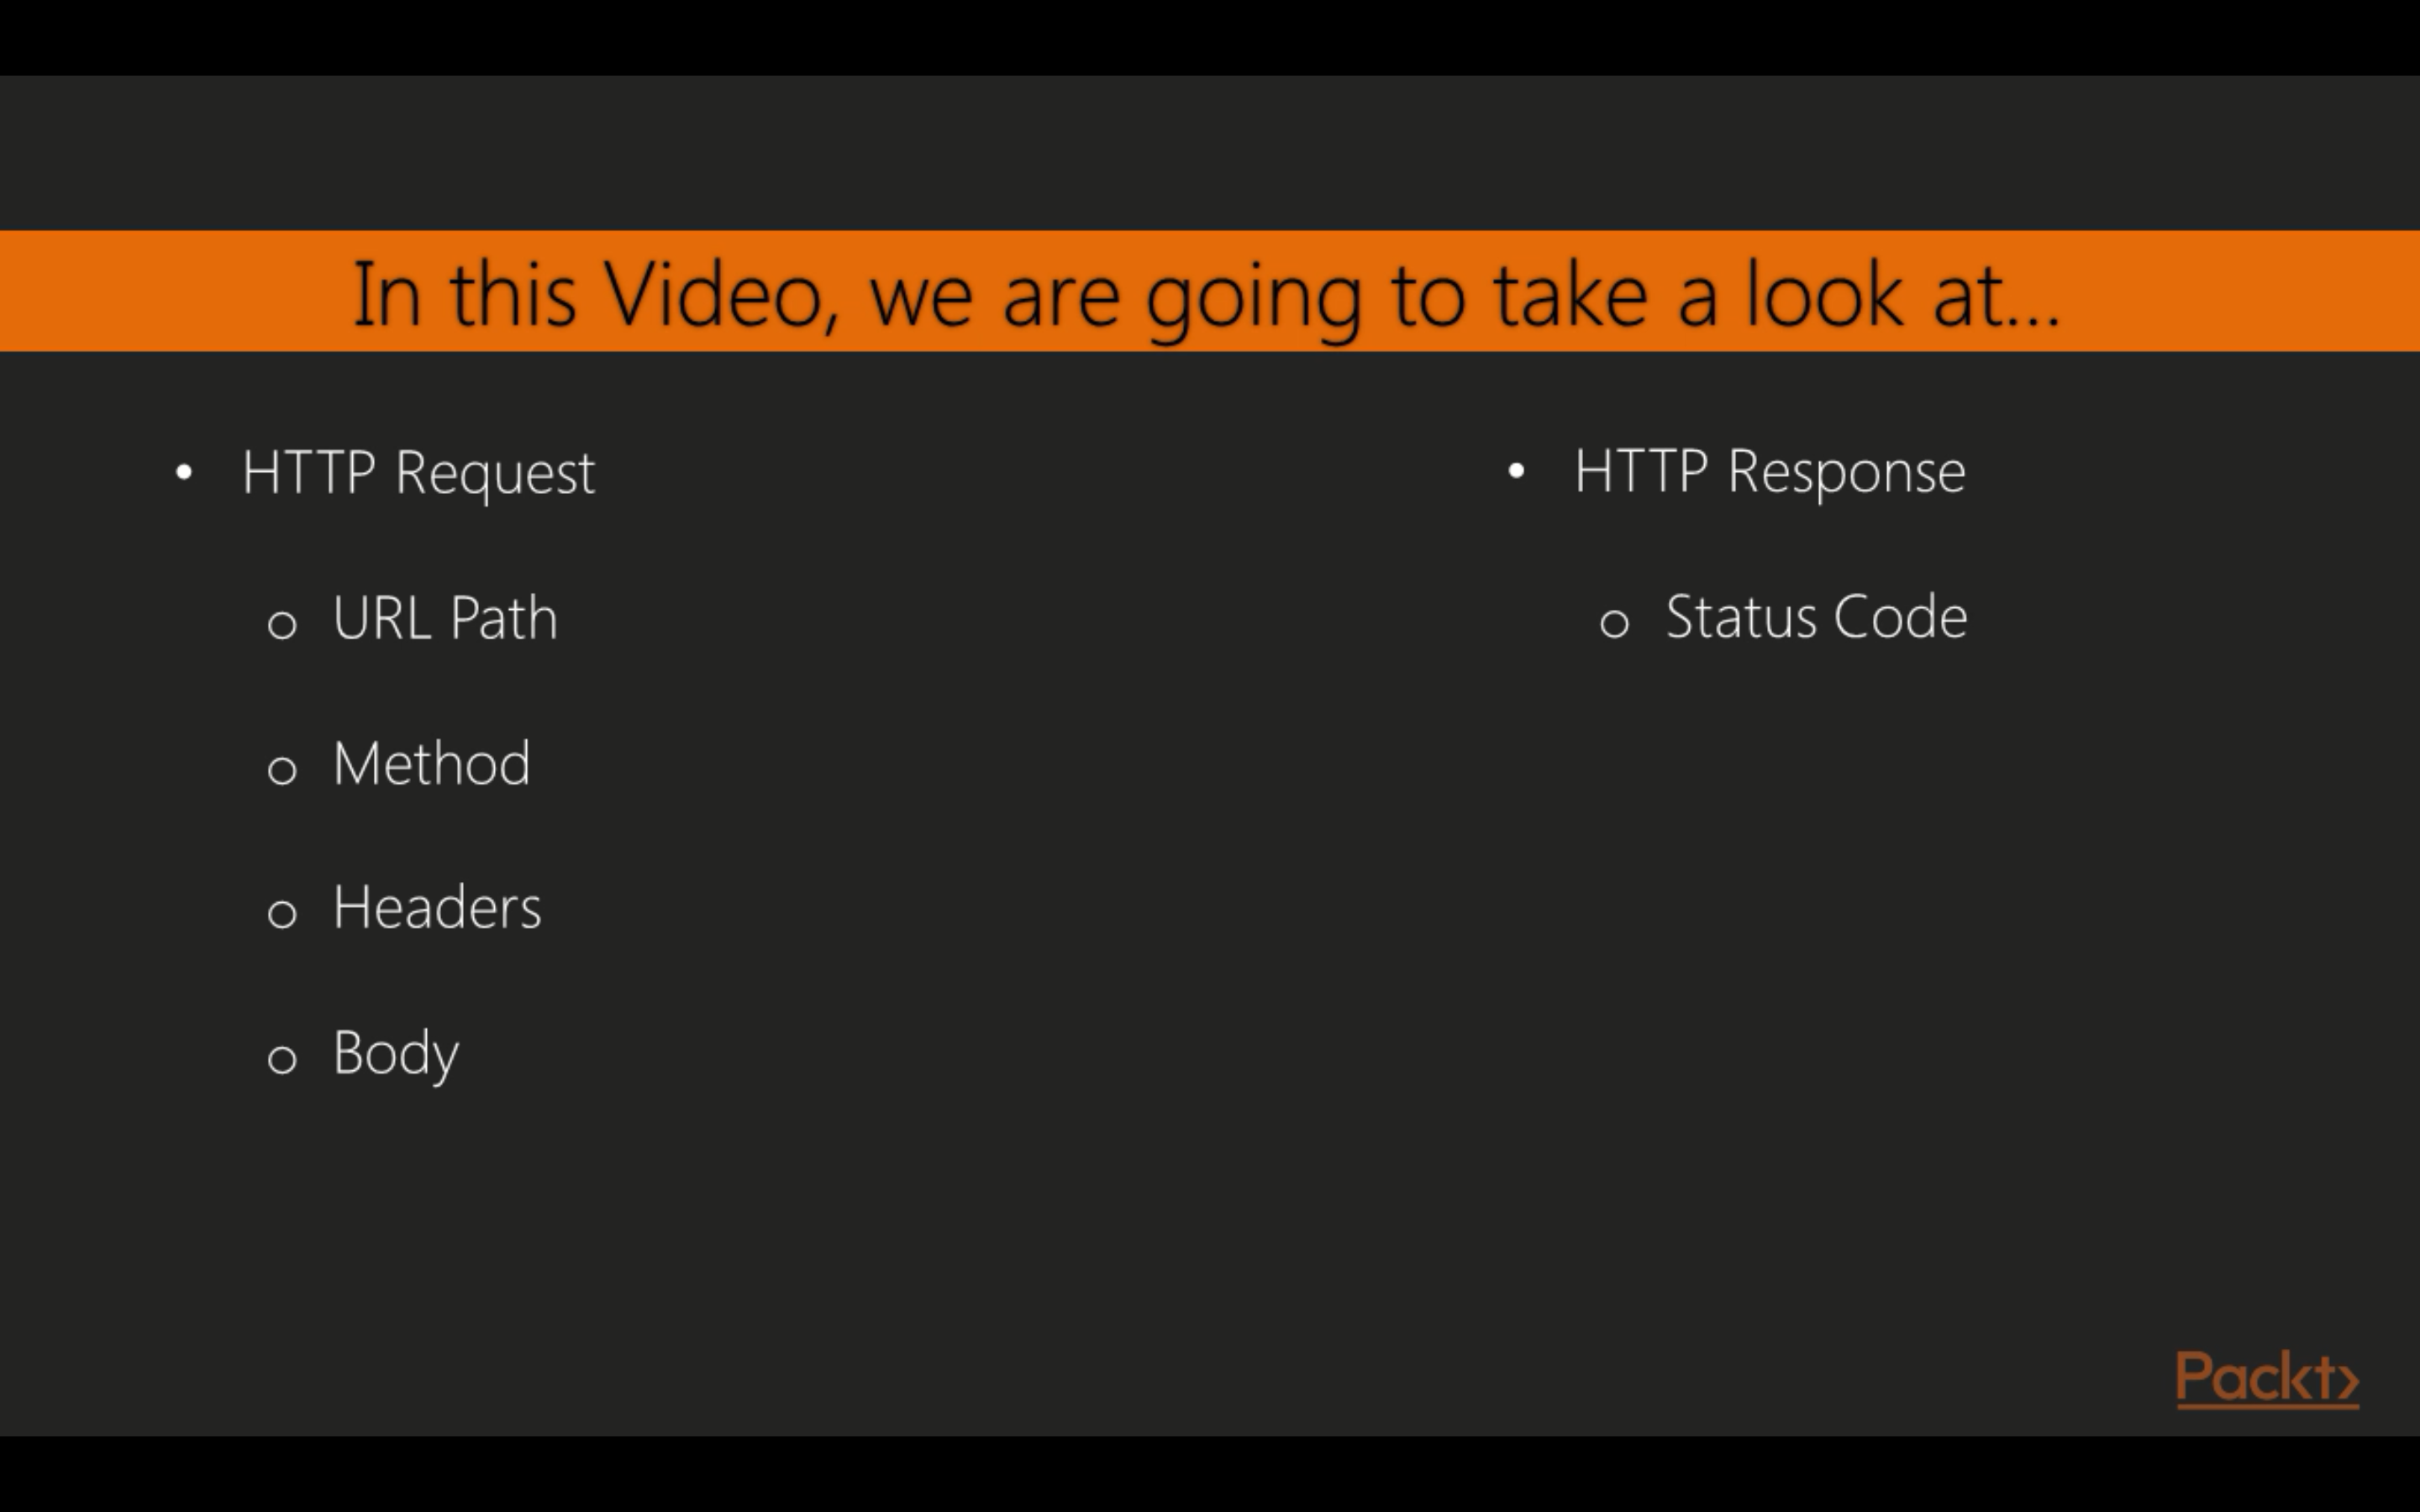 In this Video, we are going to take a look at...
• HTTP Request
○ URL Path
○ Method
○ Headers
○ Body
• HTTP Response
○ Status Code
Packt>